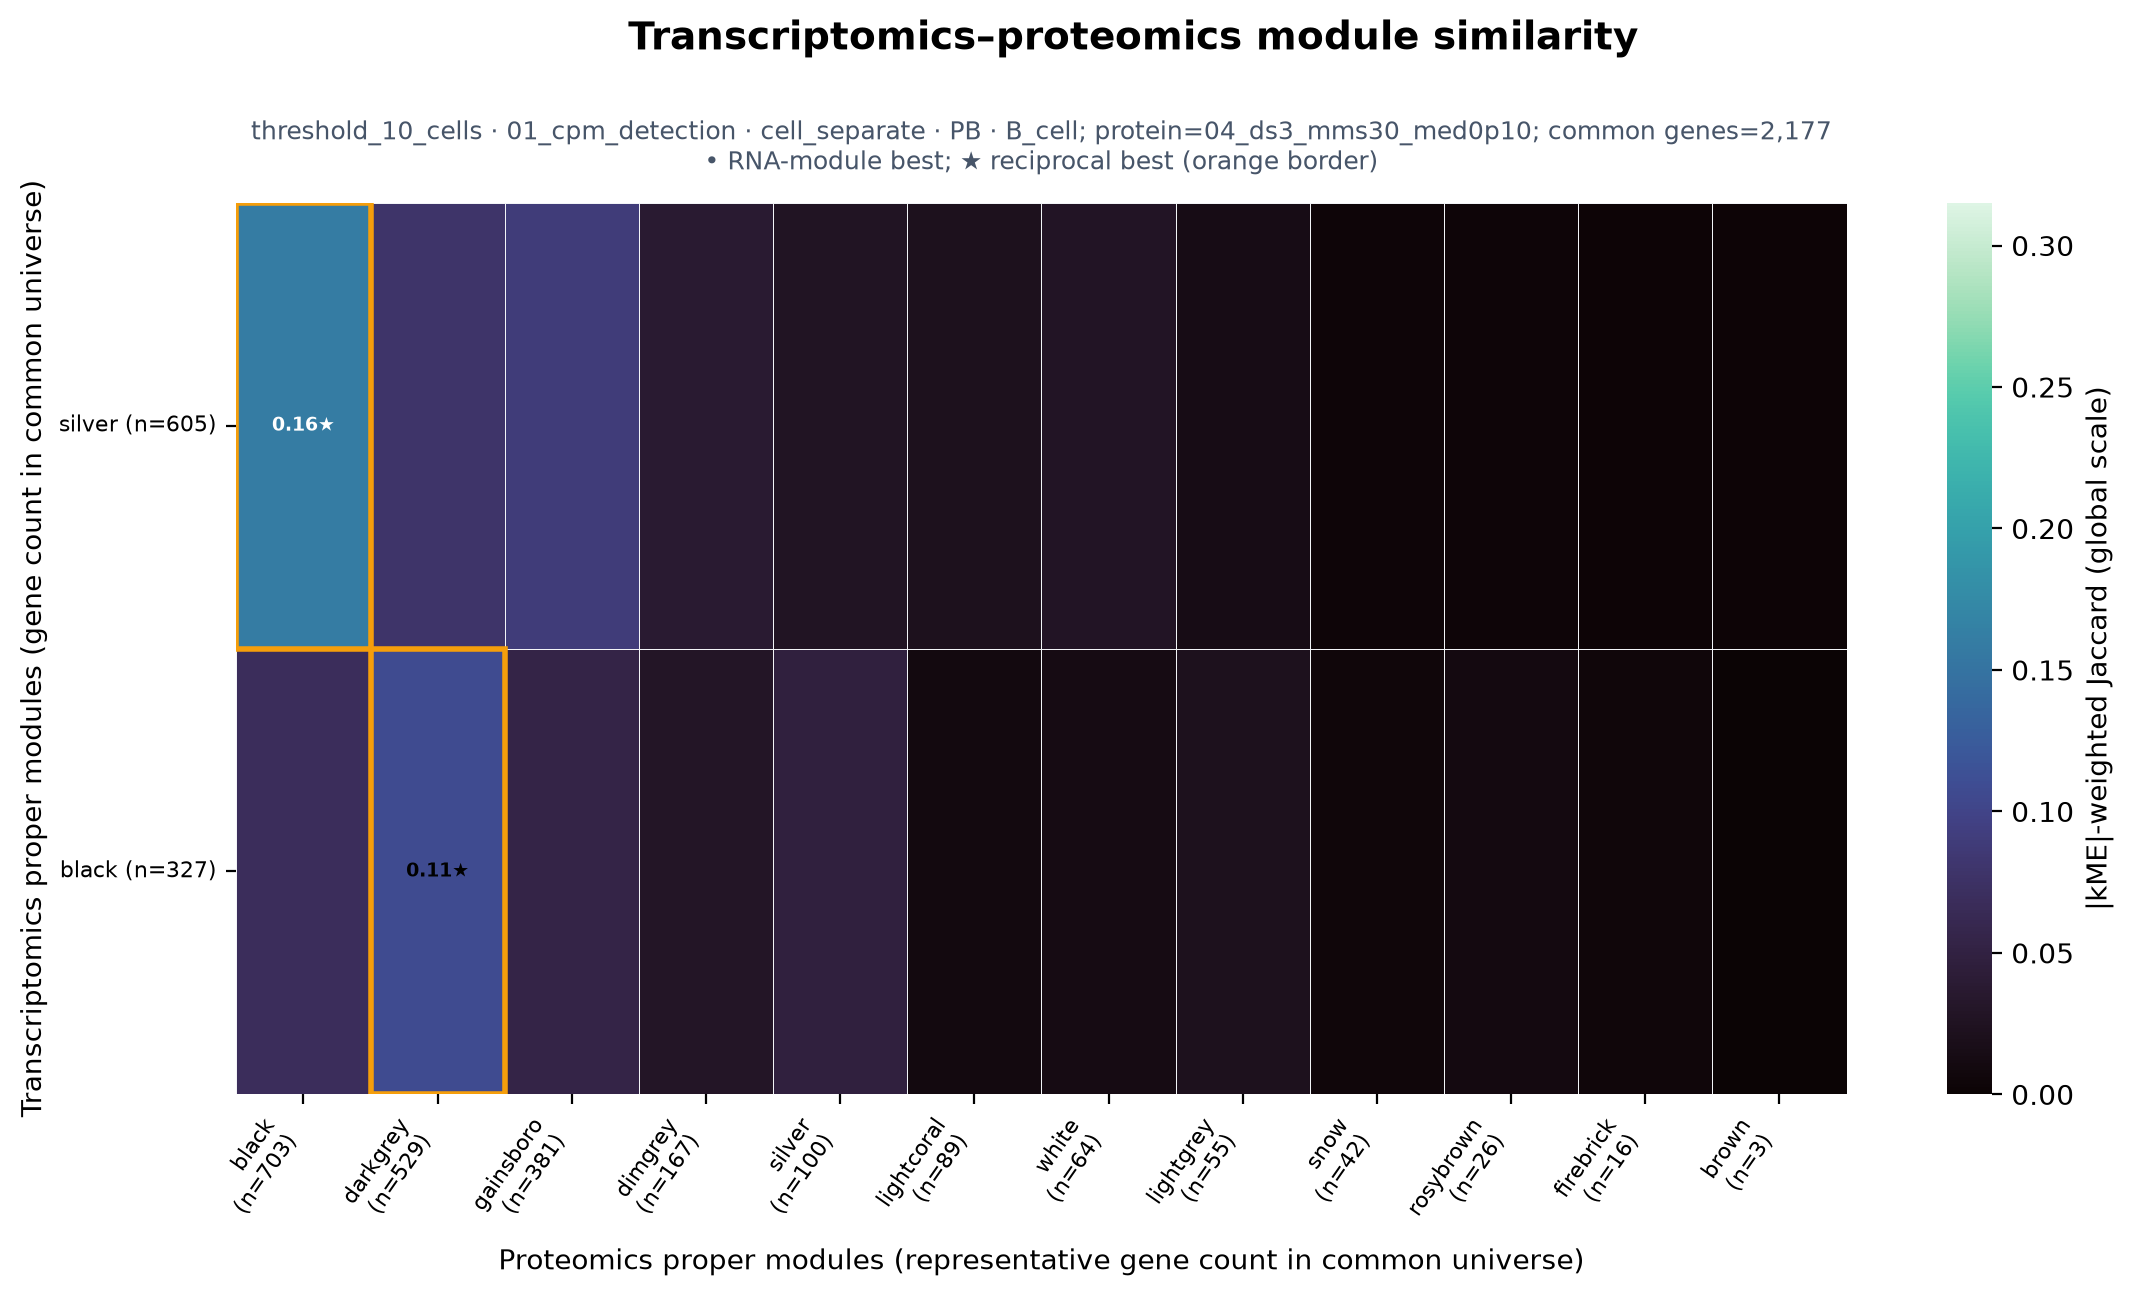 Transcriptomics–proteomics module similarity
threshold_10_cells · 01_cpm_detection · cell_separate · PB · B_cell; protein=04_ds3_mms30_med0p10; common genes=2,177
• RNA-module best; ★ reciprocal best (orange border)
Transcriptomics proper modules (gene count in common universe)
silver (n=605)
black (n=327)
0.16★
0.11★
black
(n=703)
darkgrey
(n=529)
gainsboro
(n=381)
dimgrey
(n=167)
silver
(n=100)
lightcoral
(n=89)
white
(n=64)
lightgrey
(n=55)
snow
(n=42)
rosybrown
(n=26)
firebrick
(n=16)
brown
(n=3)
Proteomics proper modules (representative gene count in common universe)
0.30
0.25
0.20
0.15
0.10
0.05
0.00
|kME|-weighted Jaccard (global scale)